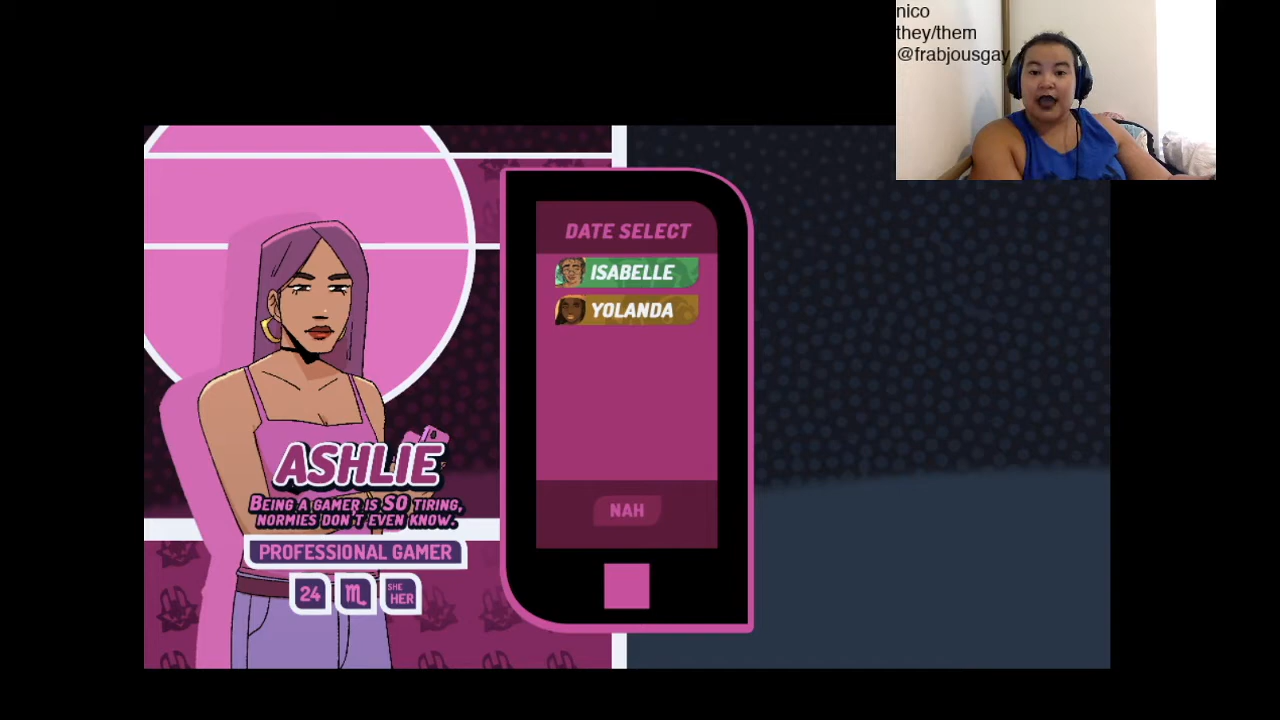 nico
they/them
@frabjousgay
DATE SELECT
ISABELLE
YOLANDA
NAH
ASHLIE
BEING A GAMER IS SO TIRING,
NORMIES DON'T EVEN KNOW.
PROFESSIONAL GAMER
24 ♏ SHE
HER